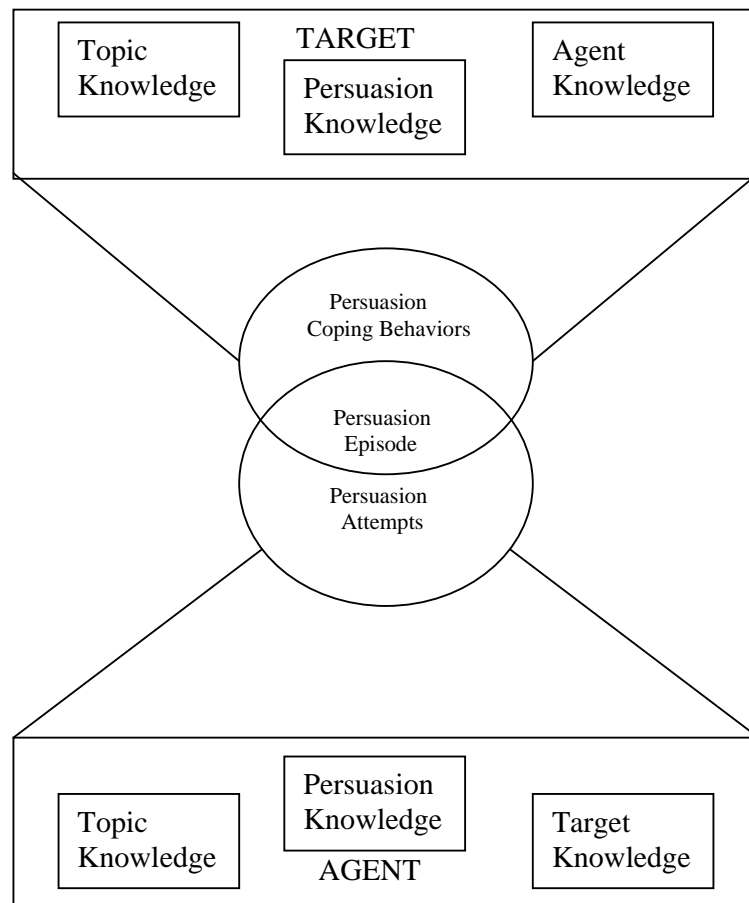 TARGET
Topic
Knowledge
Persuasion
Knowledge
Agent
Knowledge
Persuasion
Coping Behaviors
Persuasion
Episode
Persuasion
Attempts
Topic
Knowledge
Persuasion
Knowledge
Target
Knowledge
AGENT